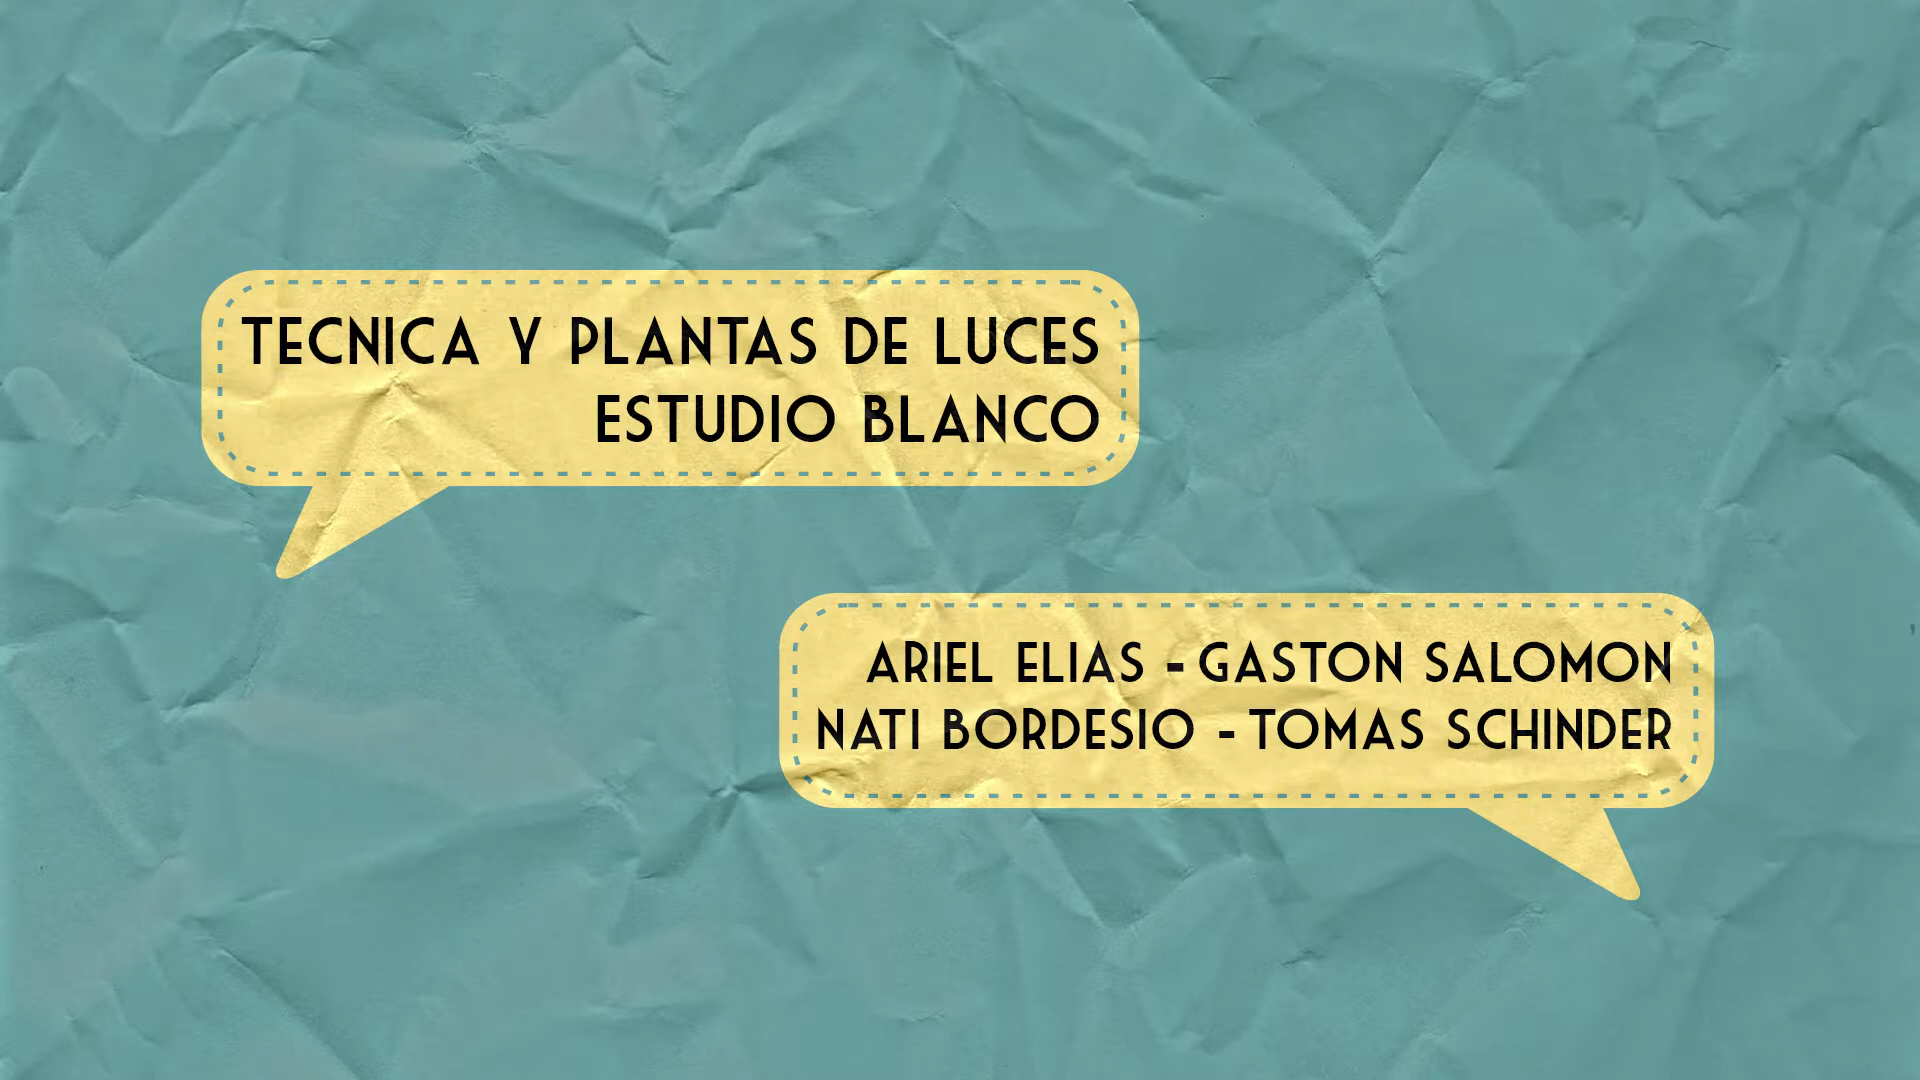 TECNICA Y PLANTAS DE LUCES
ESTUDIO BLANCO
ARIEL ELIAS - GASTON SALOMON
NATI BORDESIO - TOMAS SCHINDER